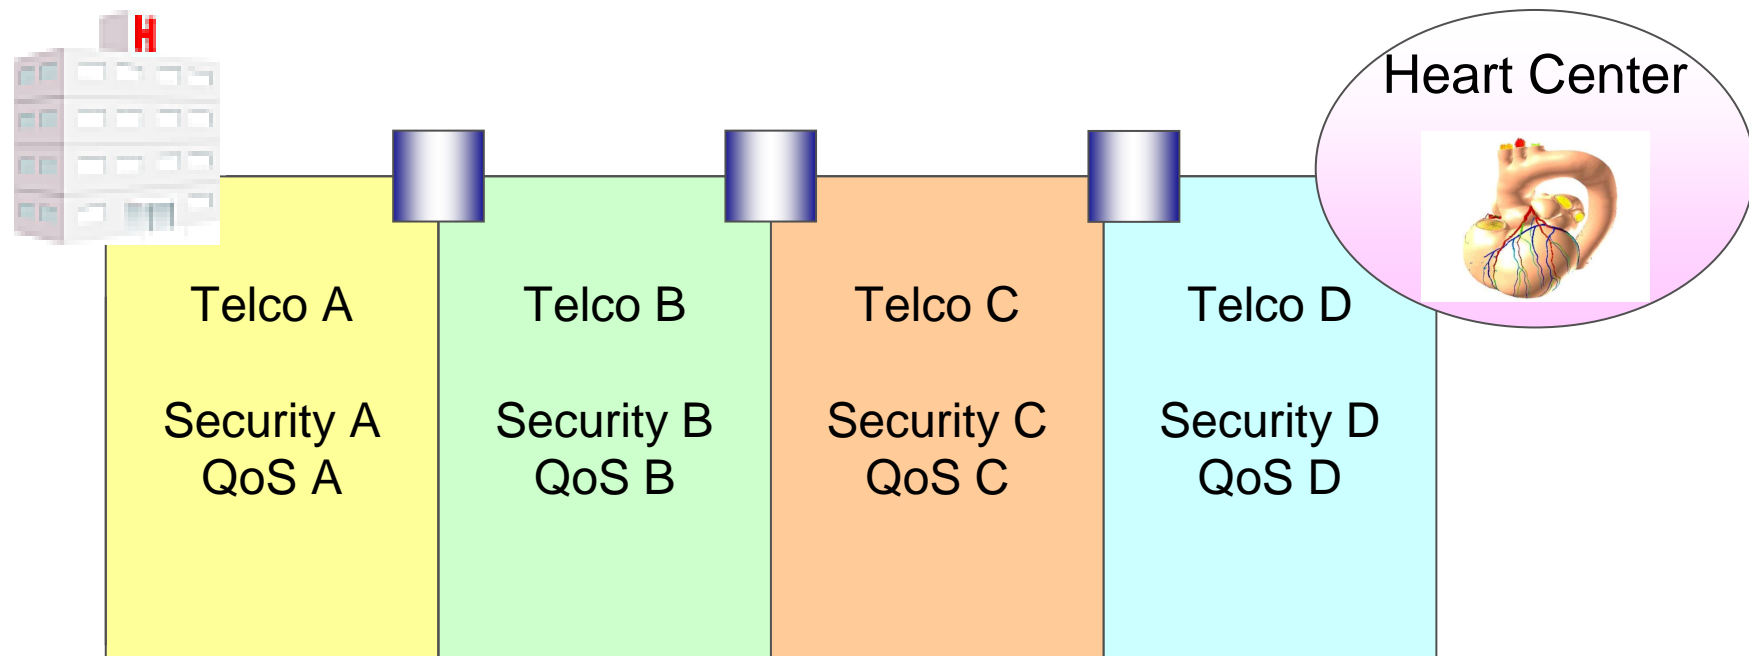 H
Heart Center
Telco A
Security A
QoS A
Telco B
Security B
QoS B
Telco C
Security C
QoS C
Telco D
Security D
QoS D